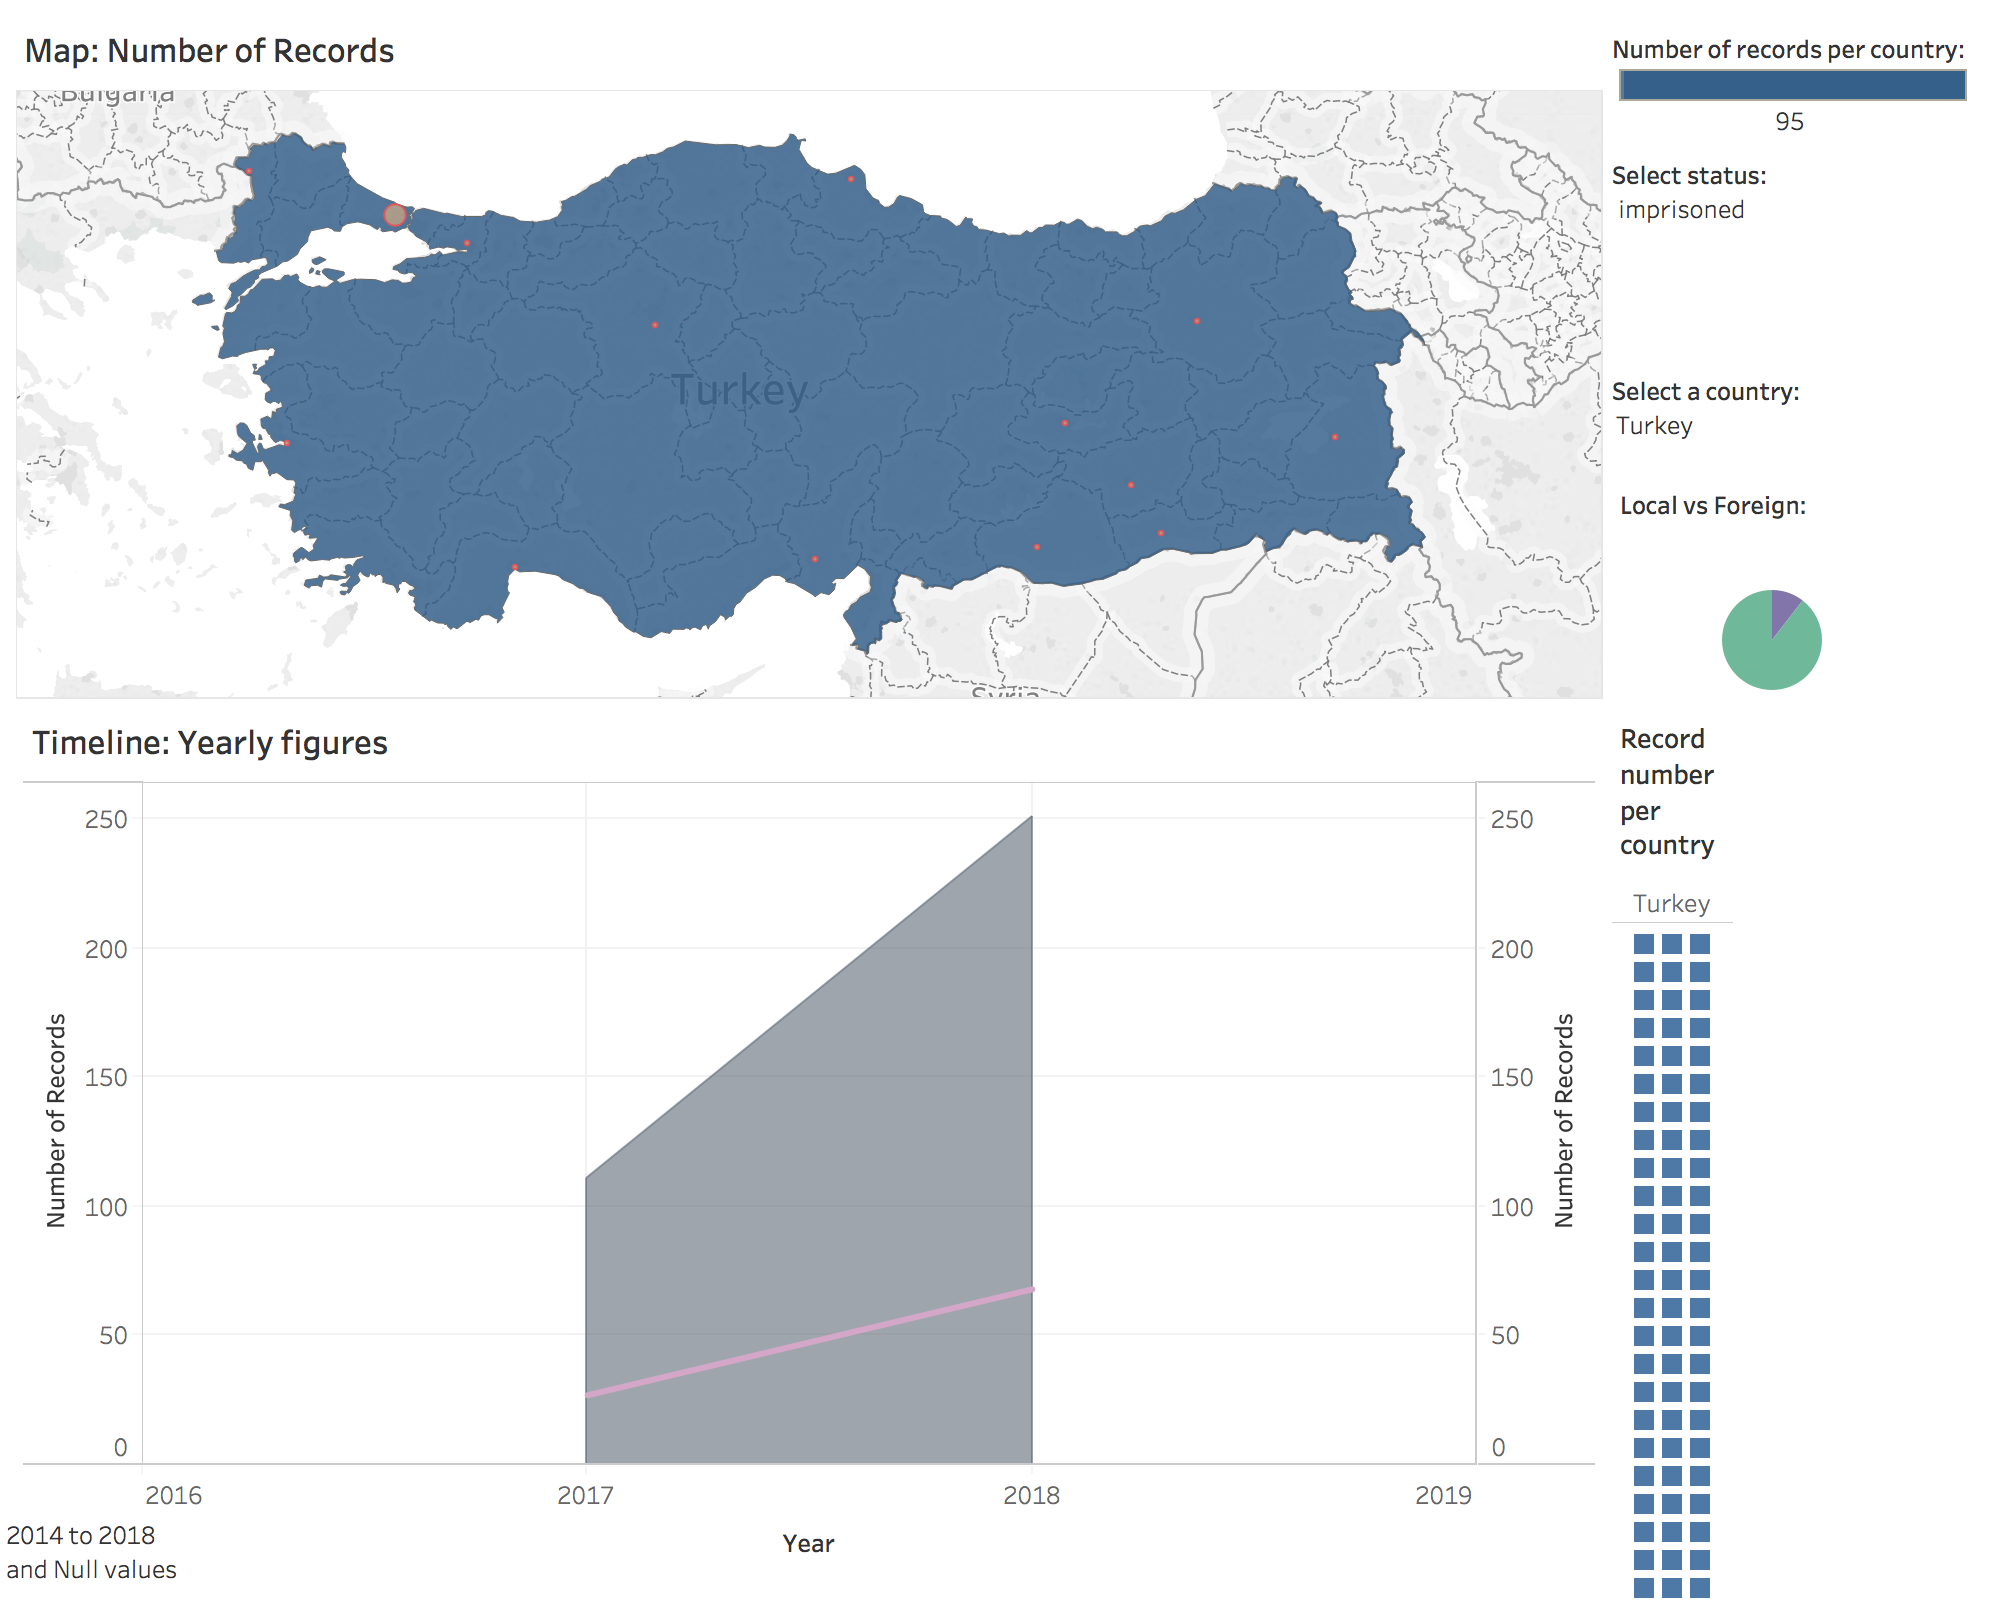 Map: Number of Records
Bulgaria
Turkey
Syria
Number of records per country:
95
Select status:
imprisoned
Select a country:
Turkey
Local vs Foreign:
Timeline: Yearly figures
250
200
150
100
50
0
Number of Records
250
200
150
100
50
0
Number of Records
2016
2017
2018
2019
Year
2014 to 2018
and Null values
Record
number
per
country
Turkey